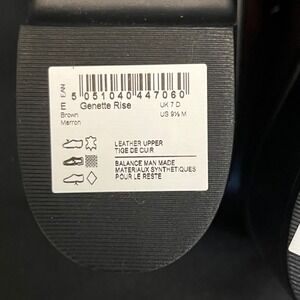 EAN
5 051040 447060
E Genette Rise UK 7 D
Brown US 9½ M
Marron
LEATHER UPPER
TIGE DE CUIR
BALANCE MAN MADE
MATERIAUX SYNTHETIQUES
POUR LE RESTE